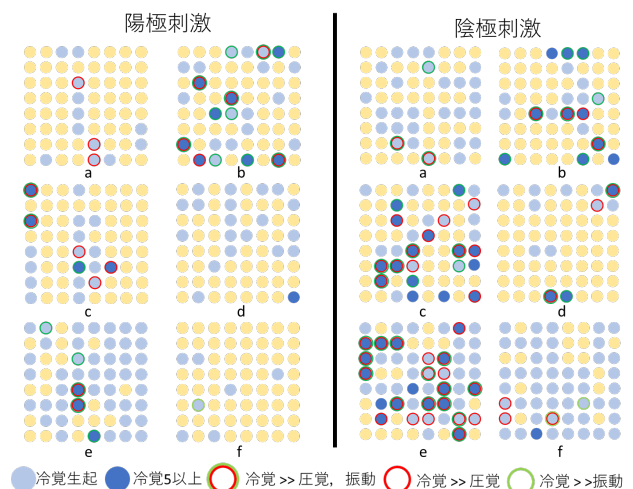 陽極刺激
陰極刺激
a b
a b
c d
c d
e f
e f
冷覚生起 冷覚5以上 冷覚 >> 圧覚, 振動 冷覚 >> 圧覚 冷覚 > >振動